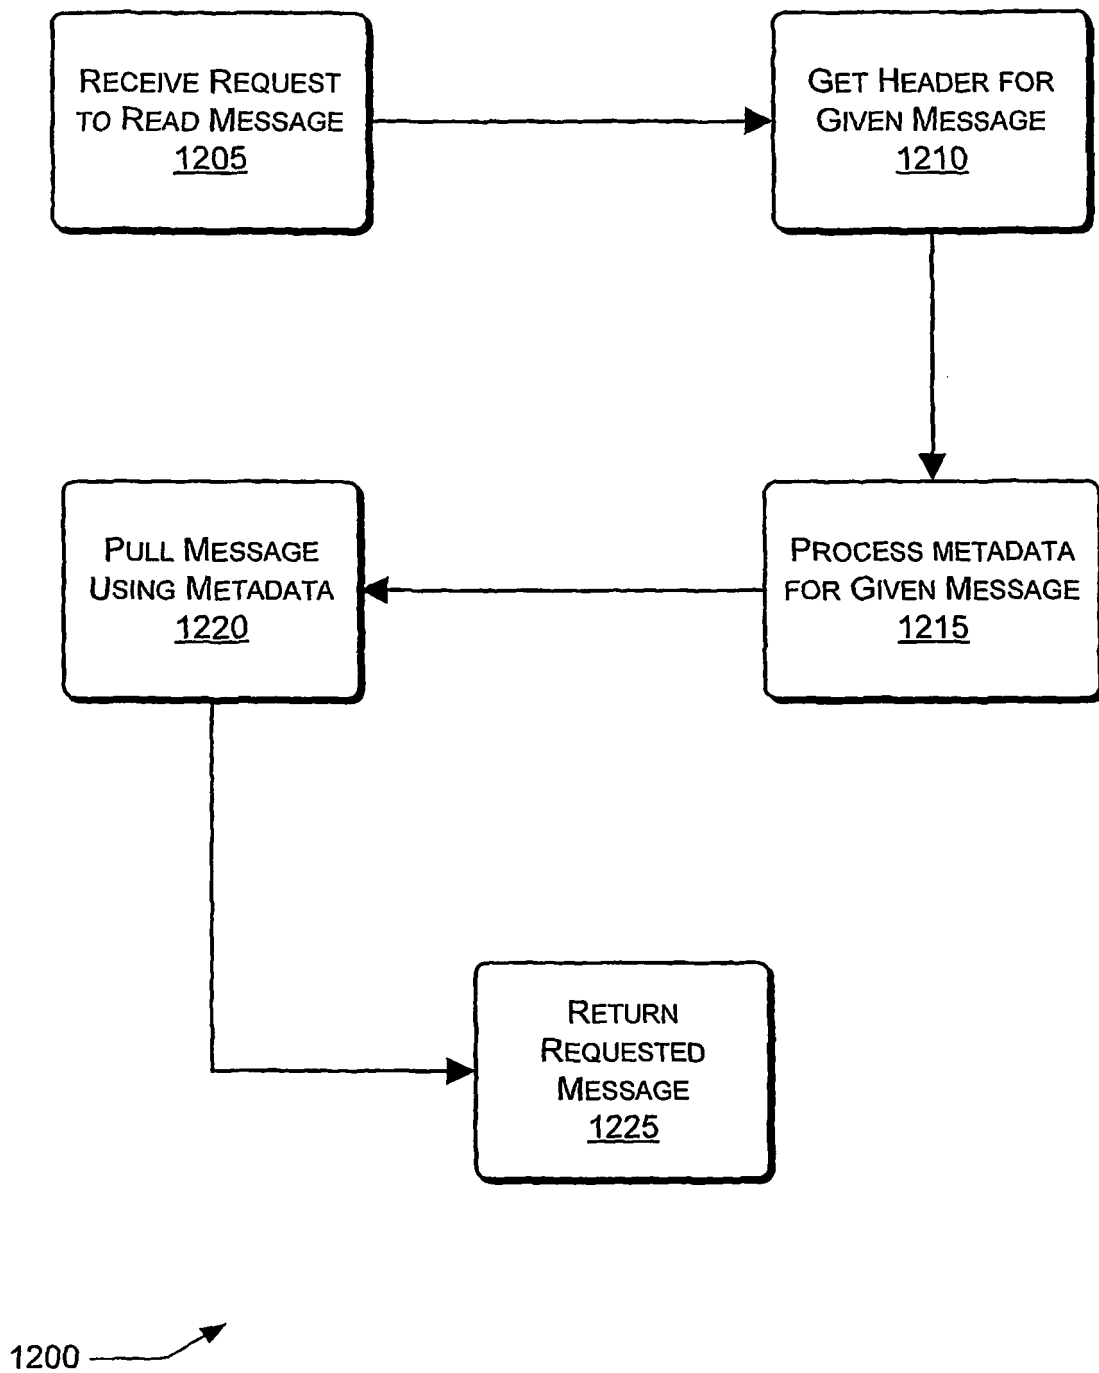 RECEIVE REQUEST
TO READ MESSAGE
1205
GET HEADER FOR
GIVEN MESSAGE
1210
PROCESS METADATA
FOR GIVEN MESSAGE
1215
PULL MESSAGE
USING METADATA
1220
RETURN
REQUESTED
MESSAGE
1225
1200